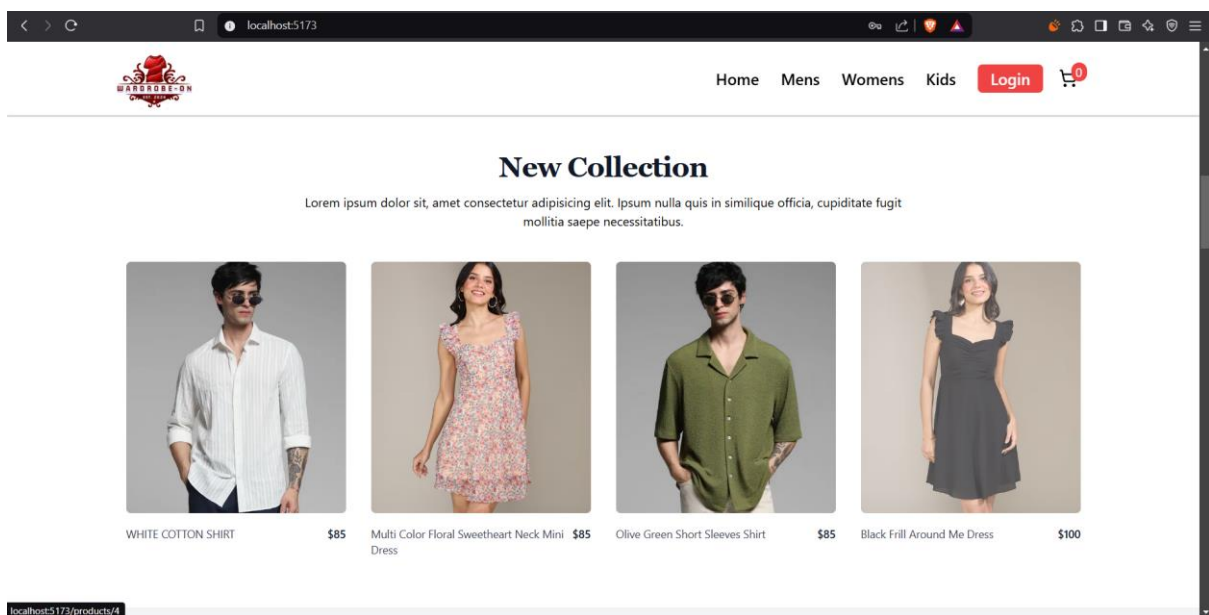 localhost:5173
WARDROBE-ON
Home Mens Womens Kids Login 0
New Collection
Lorem ipsum dolor sit, amet consectetur adipisicing elit. Ipsum nulla quis in similique officia, cupiditate fugit
mollitia saepe necessitatibus.
WHITE COTTON SHIRT $85
Multi Color Floral Sweetheart Neck Mini $85
Dress
Olive Green Short Sleeves Shirt $85
Black Frill Around Me Dress $100
localhost:5173/products/4